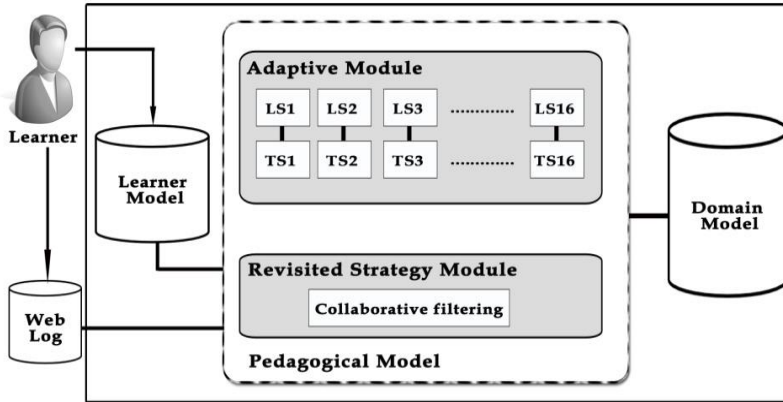 Learner
Learner
Model
Web
Log
Adaptive Module
LS1 LS2 LS3 ............. LS16
TS1 TS2 TS3 ............. TS16
Revisited Strategy Module
Collaborative filtering
Pedagogical Model
Domain
Model